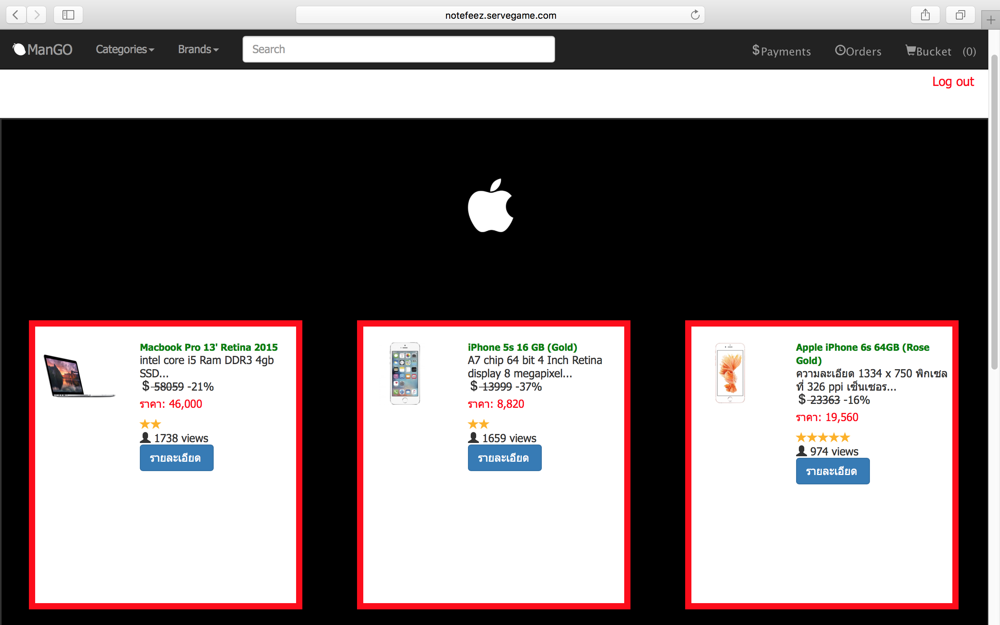 notefeez.servegame.com
ManGO
Categories
Brands
Search
$Payments
Orders
Bucket (0)
Log out
Macbook Pro 13' Retina 2015
intel core i5 Ram DDR3 4gb
SSD...
$ 58059 -21%
ราคา: 46,000
1738 views
รายละเอียด
iPhone 5s 16 GB (Gold)
A7 chip 64 bit 4 Inch Retina
display 8 megapixel...
$ 13999 -37%
ราคา: 8,820
1659 views
รายละเอียด
Apple iPhone 6s 64GB (Rose
Gold)
ความละเอียด 1334 x 750 พิกเซล
ที่ 326 ppi เซ็นเซอร...
$ 23363 -16%
ราคา: 19,560
974 views
รายละเอียด